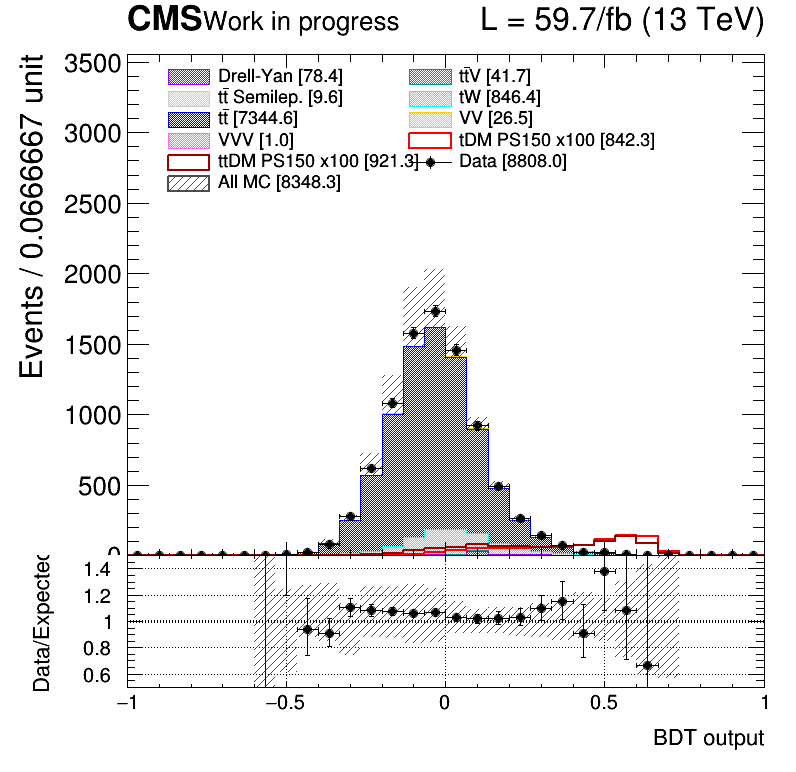 CMS Work in progress L = 59.7/fb (13 TeV)
Events / 0.0666667 unit
3500
3000
2500
2000
1500
1000
500
0
Drell-Yan [78.4] tt̄V [41.7]
tt̄ Semilep. [9.6] tW [846.4]
tt̄ [7344.6] VV [26.5]
VVV [1.0] tDM PS150 x100 [842.3]
ttDM PS150 x100 [921.3] Data [8808.0]
All MC [8348.3]
Data/Expected
1.4
1.2
1
0.8
0.6
−1 −0.5 0 0.5 1
BDT output